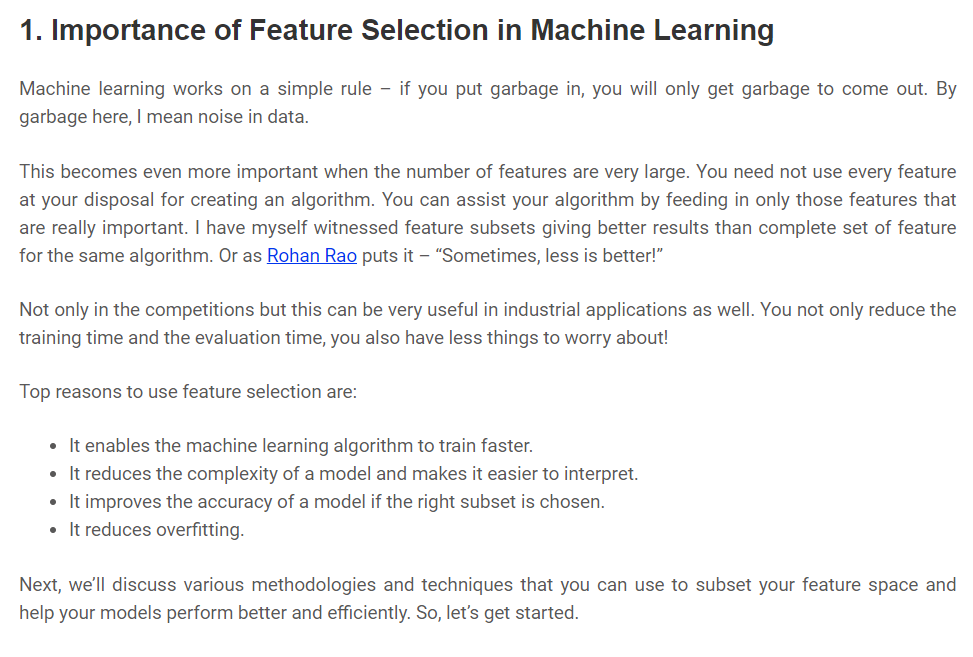 1. Importance of Feature Selection in Machine Learning
Machine learning works on a simple rule – if you put garbage in, you will only get garbage to come out. By
garbage here, I mean noise in data.
This becomes even more important when the number of features are very large. You need not use every feature
at your disposal for creating an algorithm. You can assist your algorithm by feeding in only those features that
are really important. I have myself witnessed feature subsets giving better results than complete set of feature
for the same algorithm. Or as Rohan Rao puts it – “Sometimes, less is better!”
Not only in the competitions but this can be very useful in industrial applications as well. You not only reduce the
training time and the evaluation time, you also have less things to worry about!
Top reasons to use feature selection are:
• It enables the machine learning algorithm to train faster.
• It reduces the complexity of a model and makes it easier to interpret.
• It improves the accuracy of a model if the right subset is chosen.
• It reduces overfitting.
Next, we’ll discuss various methodologies and techniques that you can use to subset your feature space and
help your models perform better and efficiently. So, let’s get started.